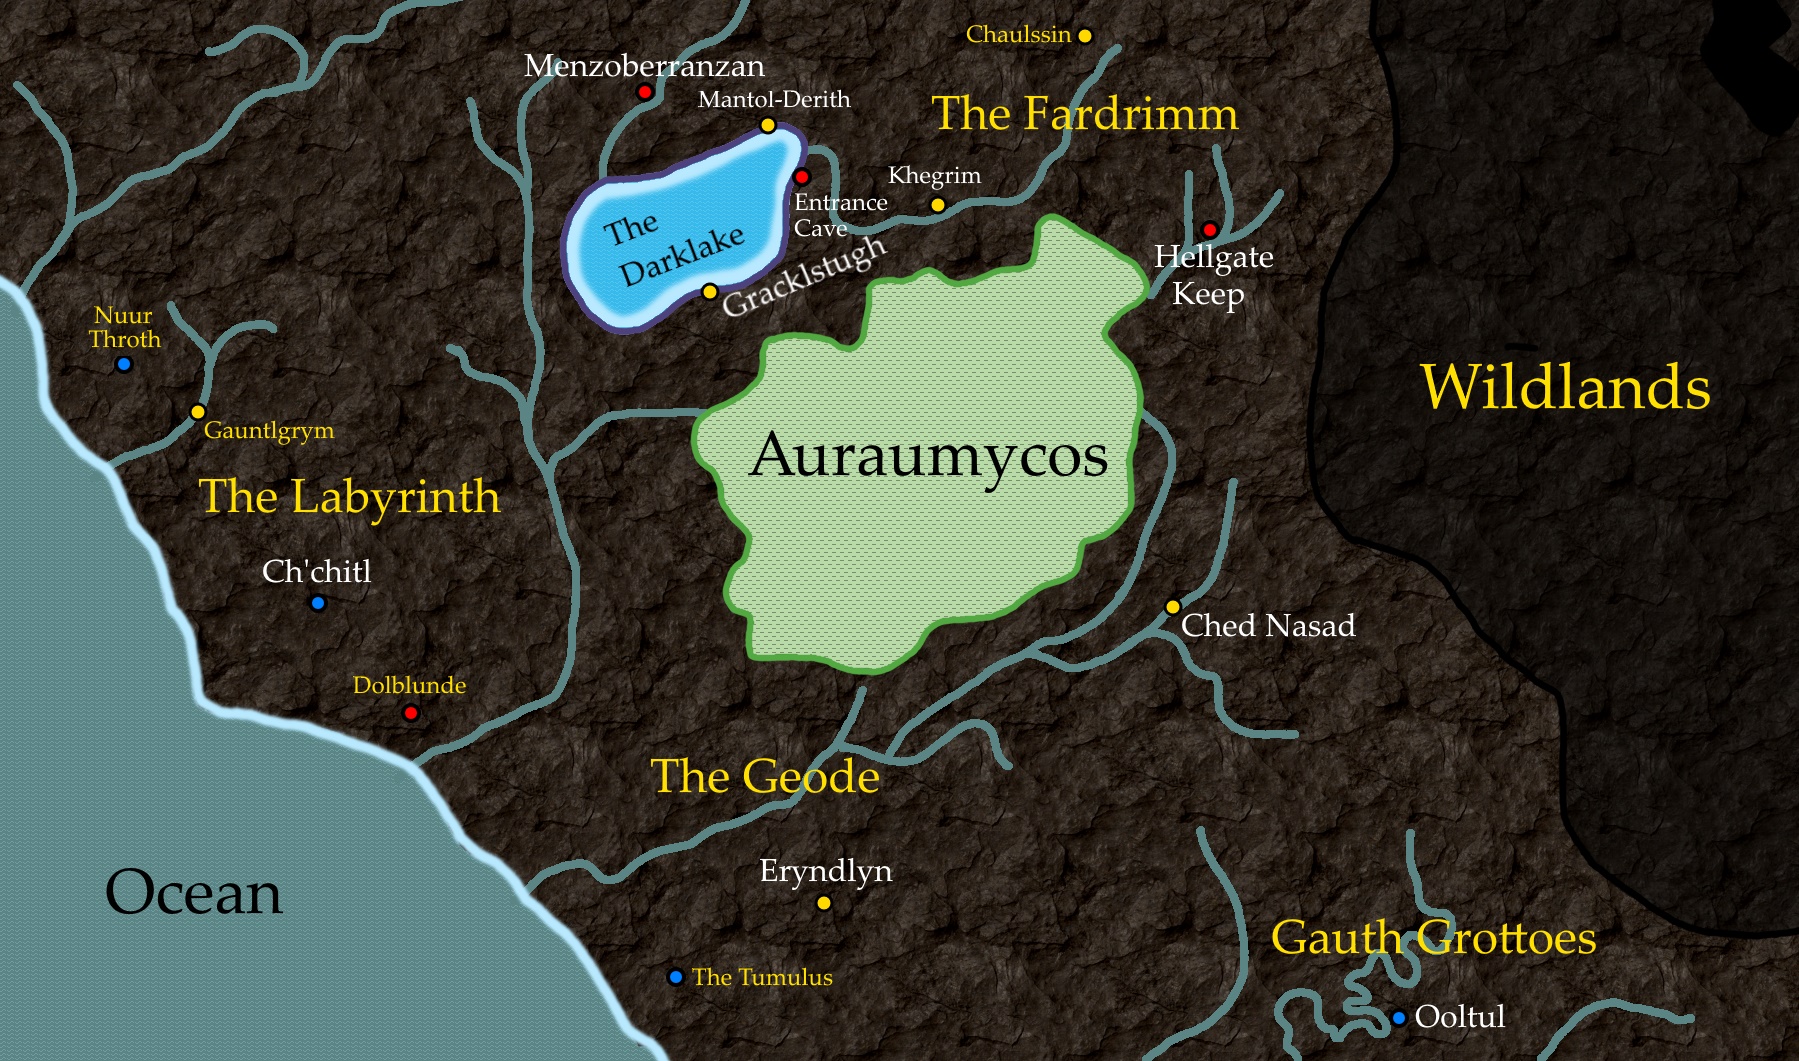 Chaulssin
Menzoberranzan
Mantol-Derith
The Fardrimm
Khegrim
Entrance
Cave
The
Darklake
Gracklstugh
Hellgate
Keep
Nuur
Throth
Wildlands
Gauntlgrym
Auraumycos
The Labyrinth
Ch'chitl
Ched Nasad
Dolblunde
The Geode
Eryndlyn
Ocean
Gauth Grottoes
The Tumulus
Ooltul